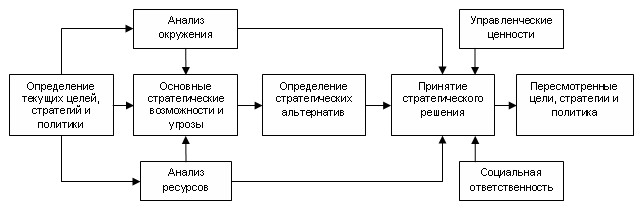 Анализ
окружения
Управленческие
ценности
Определение
текущих целей,
стратегий и
политики
Основные
стратегические
возможности и
угрозы
Определение
стратегических
альтернатив
Принятие
стратегического
решения
Пересмотренные
цели, стратегии и
политика
Анализ
ресурсов
Социальная
ответственность